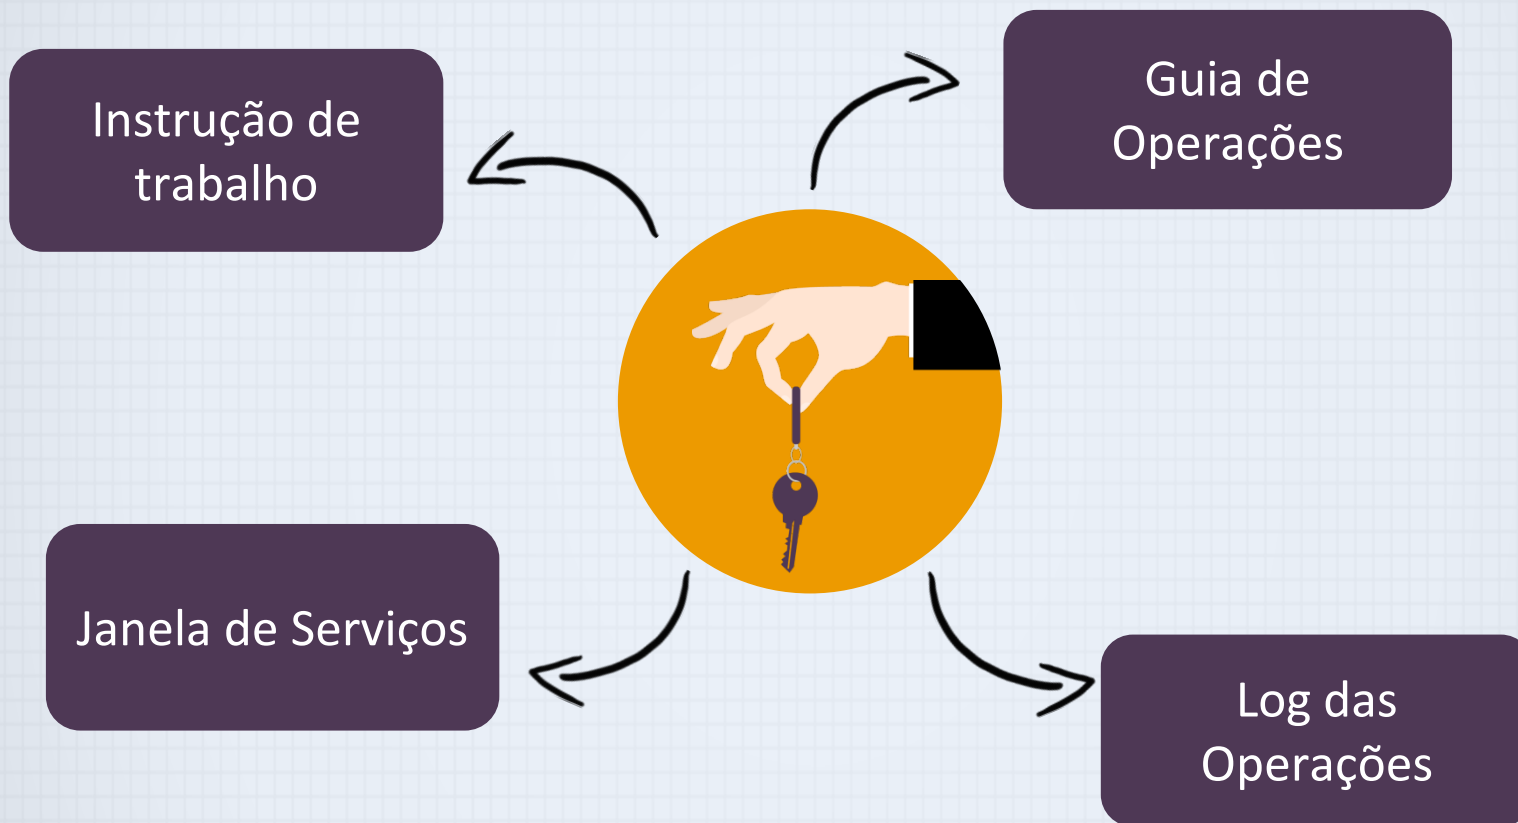 Instrução de
trabalho
Guia de
Operações
Janela de Serviços
Log das
Operações